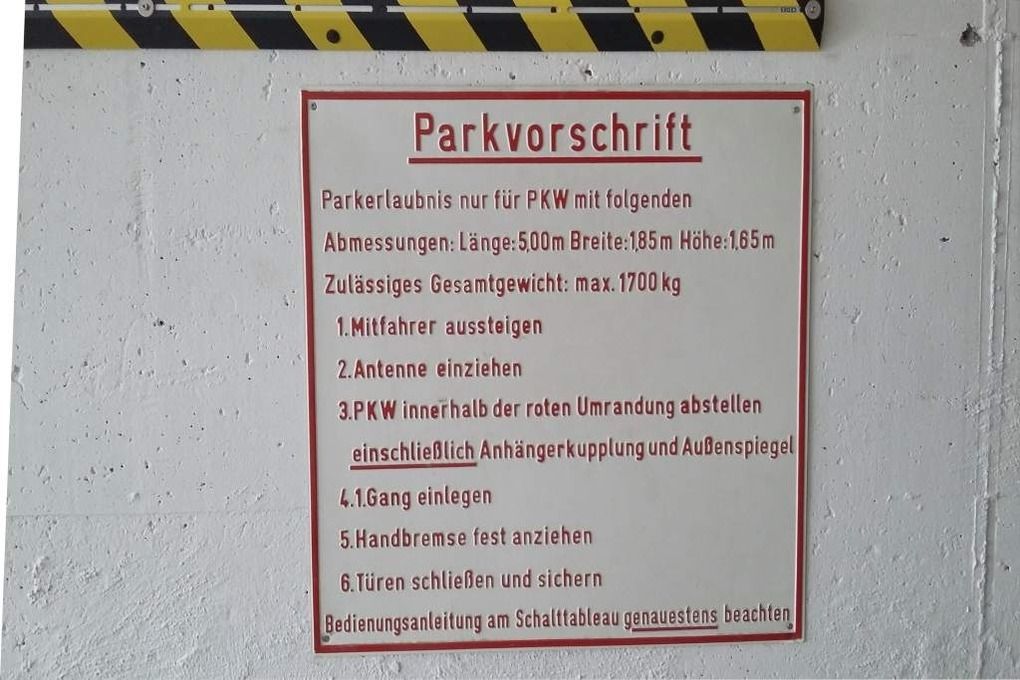 Parkvorschrift
Parkerlaubnis nur für PKW mit folgenden
Abmessungen: Länge: 5,00m Breite: 1,85m Höhe: 1,65m
Zulässiges Gesamtgewicht: max. 1700 kg
1. Mitfahrer aussteigen
2. Antenne einziehen
3. PKW innerhalb der roten Umrandung abstellen
einschließlich Anhängerkupplung und Außenspiegel
4. 1. Gang einlegen
5. Handbremse fest anziehen
6. Türen schließen und sichern
Bedienungsanleitung am Schalttableau genauestens beachten